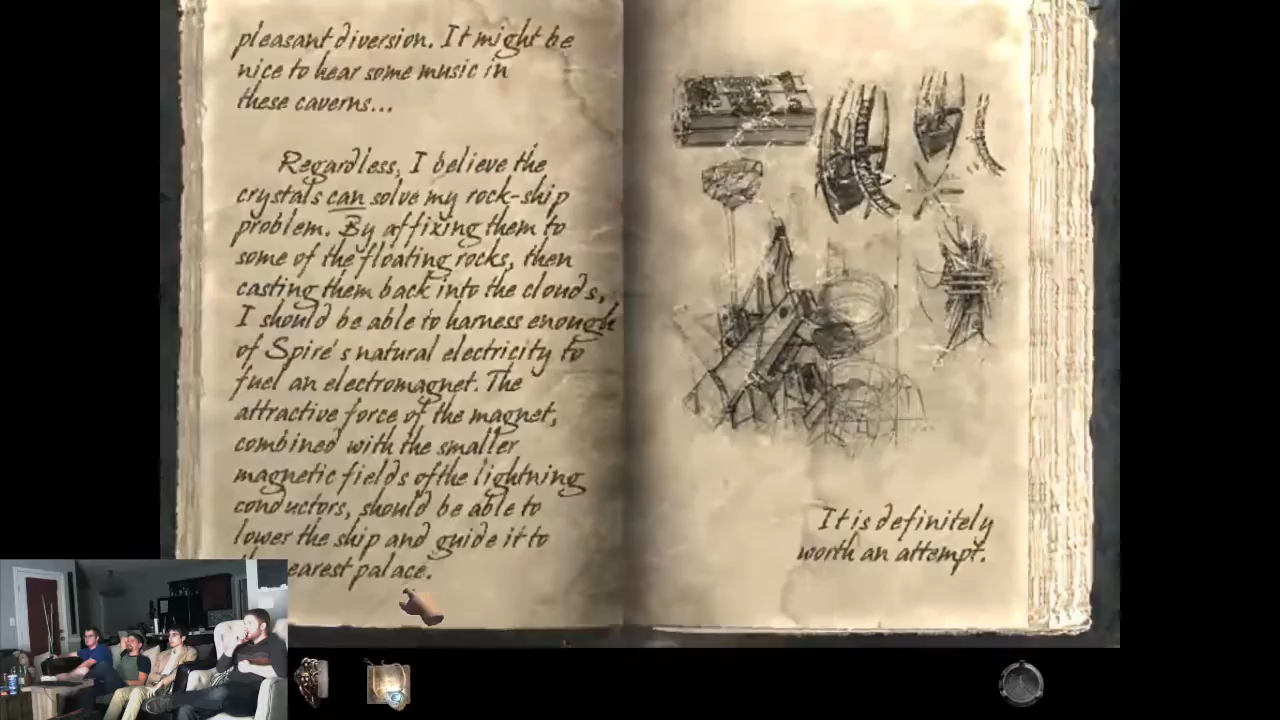 pleasant diversion. It might be
nice to hear some music in
these caverns...
Regardless, I believe the
crystals can solve my rock-ship
problem. By affixing them to
some of the floating rocks, then
casting them back into the clouds,
I should be able to harness enough
of Spire's natural electricity to
fuel an electromagnet. The
attractive force of the magnet,
combined with the smaller
magnetic fields of the lightning
conductors, should be able to
lower the ship and guide it to
palace.
It is definitely
worth an attempt.